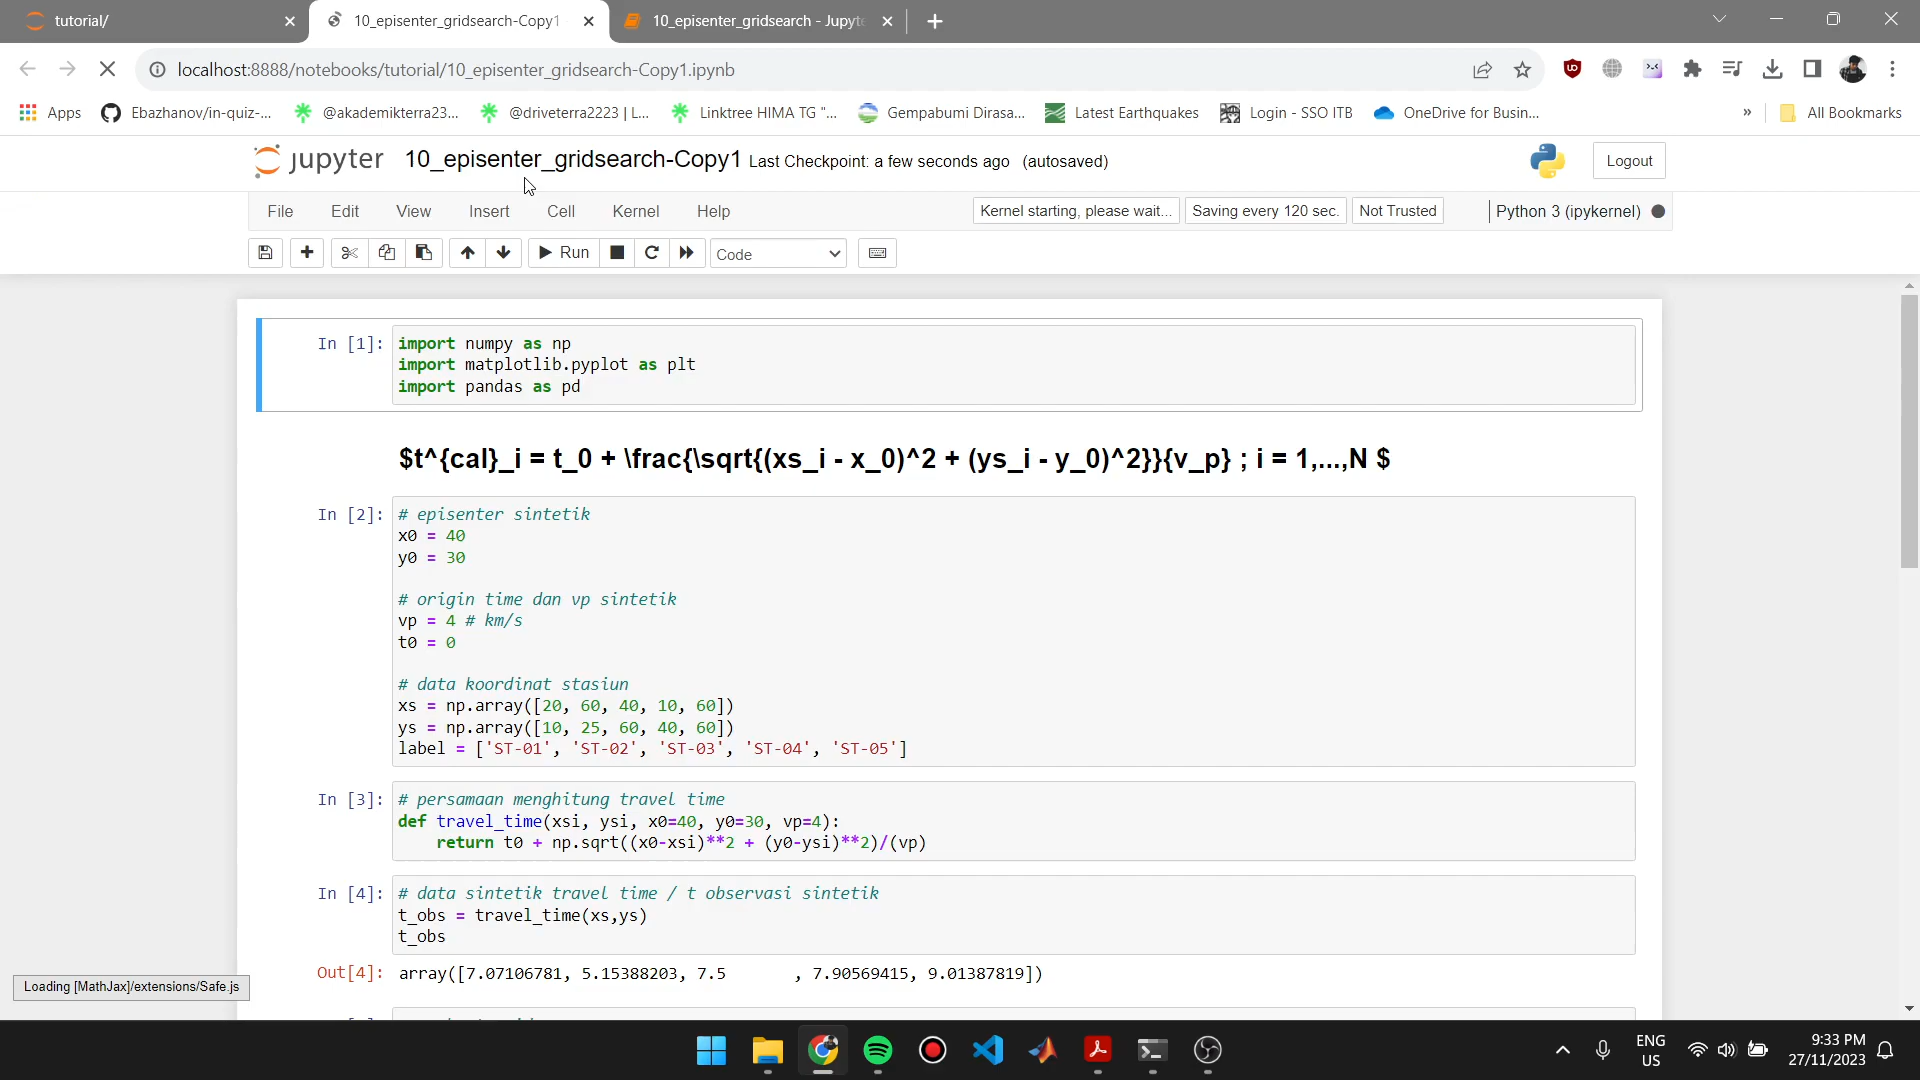 tutorial/
10_episenter_gridsearch-Copy1
10_episenter_gridsearch - Jupyte
localhost:8888/notebooks/tutorial/10_episenter_gridsearch-Copy1.ipynb
Apps
Ebazhanov/in-quiz-...
@akademikterra23...
@driveterra2223 | L...
Linktree HIMA TG "...
Gempabumi Dirasa...
Latest Earthquakes
Login - SSO ITB
OneDrive for Busin...
»
All Bookmarks
jupyter 10_episenter_gridsearch-Copy1 Last Checkpoint: a few seconds ago (autosaved)
Logout
File Edit View Insert Cell Kernel Help
Kernel starting, please wait...
Saving every 120 sec.
Not Trusted
Python 3 (ipykernel)
Run
Code
In [1]: import numpy as np
import matplotlib.pyplot as plt
import pandas as pd
$t^{cal}_i = t_0 + \frac{\sqrt{(xs_i - x_0)^2 + (ys_i - y_0)^2}}{v_p} ; i = 1,...,N $
In [2]: # episenter sintetik
x0 = 40
y0 = 30
# origin time dan vp sintetik
vp = 4 # km/s
t0 = 0
# data koordinat stasiun
xs = np.array([20, 60, 40, 10, 60])
ys = np.array([10, 25, 60, 40, 60])
label = ['ST-01', 'ST-02', 'ST-03', 'ST-04', 'ST-05']
In [3]: # persamaan menghitung travel time
def travel_time(xsi, ysi, x0=40, y0=30, vp=4):
return t0 + np.sqrt((x0-xsi)**2 + (y0-ysi)**2)/(vp)
In [4]: # data sintetik travel time / t observasi sintetik
t_obs = travel_time(xs,ys)
t_obs
Out[4]: array([7.07106781, 5.15388203, 7.5 , 7.90569415, 9.01387819])
Loading [MathJax]/extensions/Safe.js
ENG
US
9:33 PM
27/11/2023